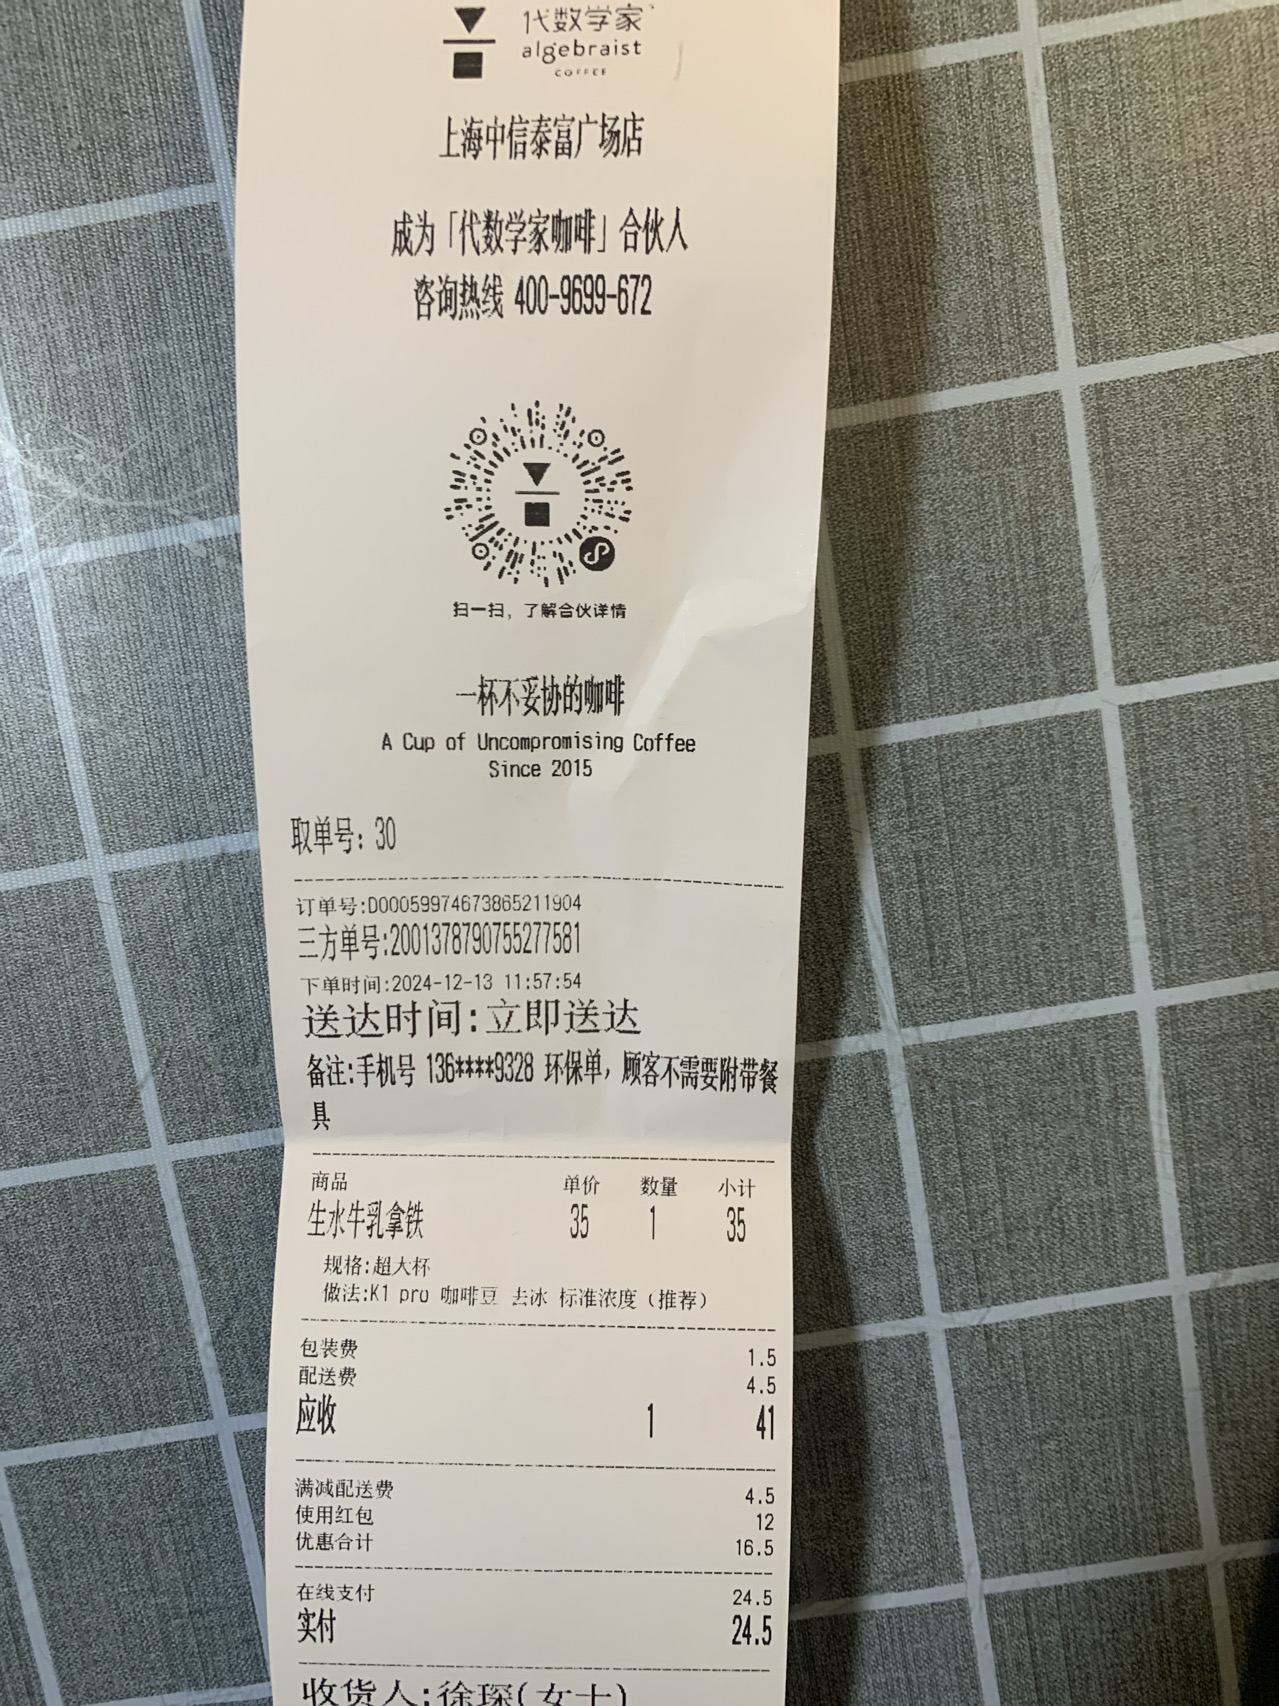 代数学家
algebraist
COFFEE
上海中信泰富广场店
成为「代数学家咖啡」合伙人
咨询热线 400-9699-672
扫一扫，了解合伙详情
一杯不妥协的咖啡
A Cup of Uncompromising Coffee
Since 2015
取单号：30
订单号:D00059974673865211904
三方单号:2001378790755277581
下单时间:2024-12-13 11:57:54
送达时间:立即送达
备注:手机号 136****9328 环保单，顾客不需要附带餐
具
商品 单价 数量 小计
生水牛乳拿铁 35 1 35
规格:超大杯
做法:K1 pro 咖啡豆 去冰 标准浓度（推荐）
包装费 1.5
配送费 4.5
应收 1 41
满减配送费 4.5
使用红包 12
优惠合计 16.5
在线支付 24.5
实付 24.5
收货人:徐琛(女士)